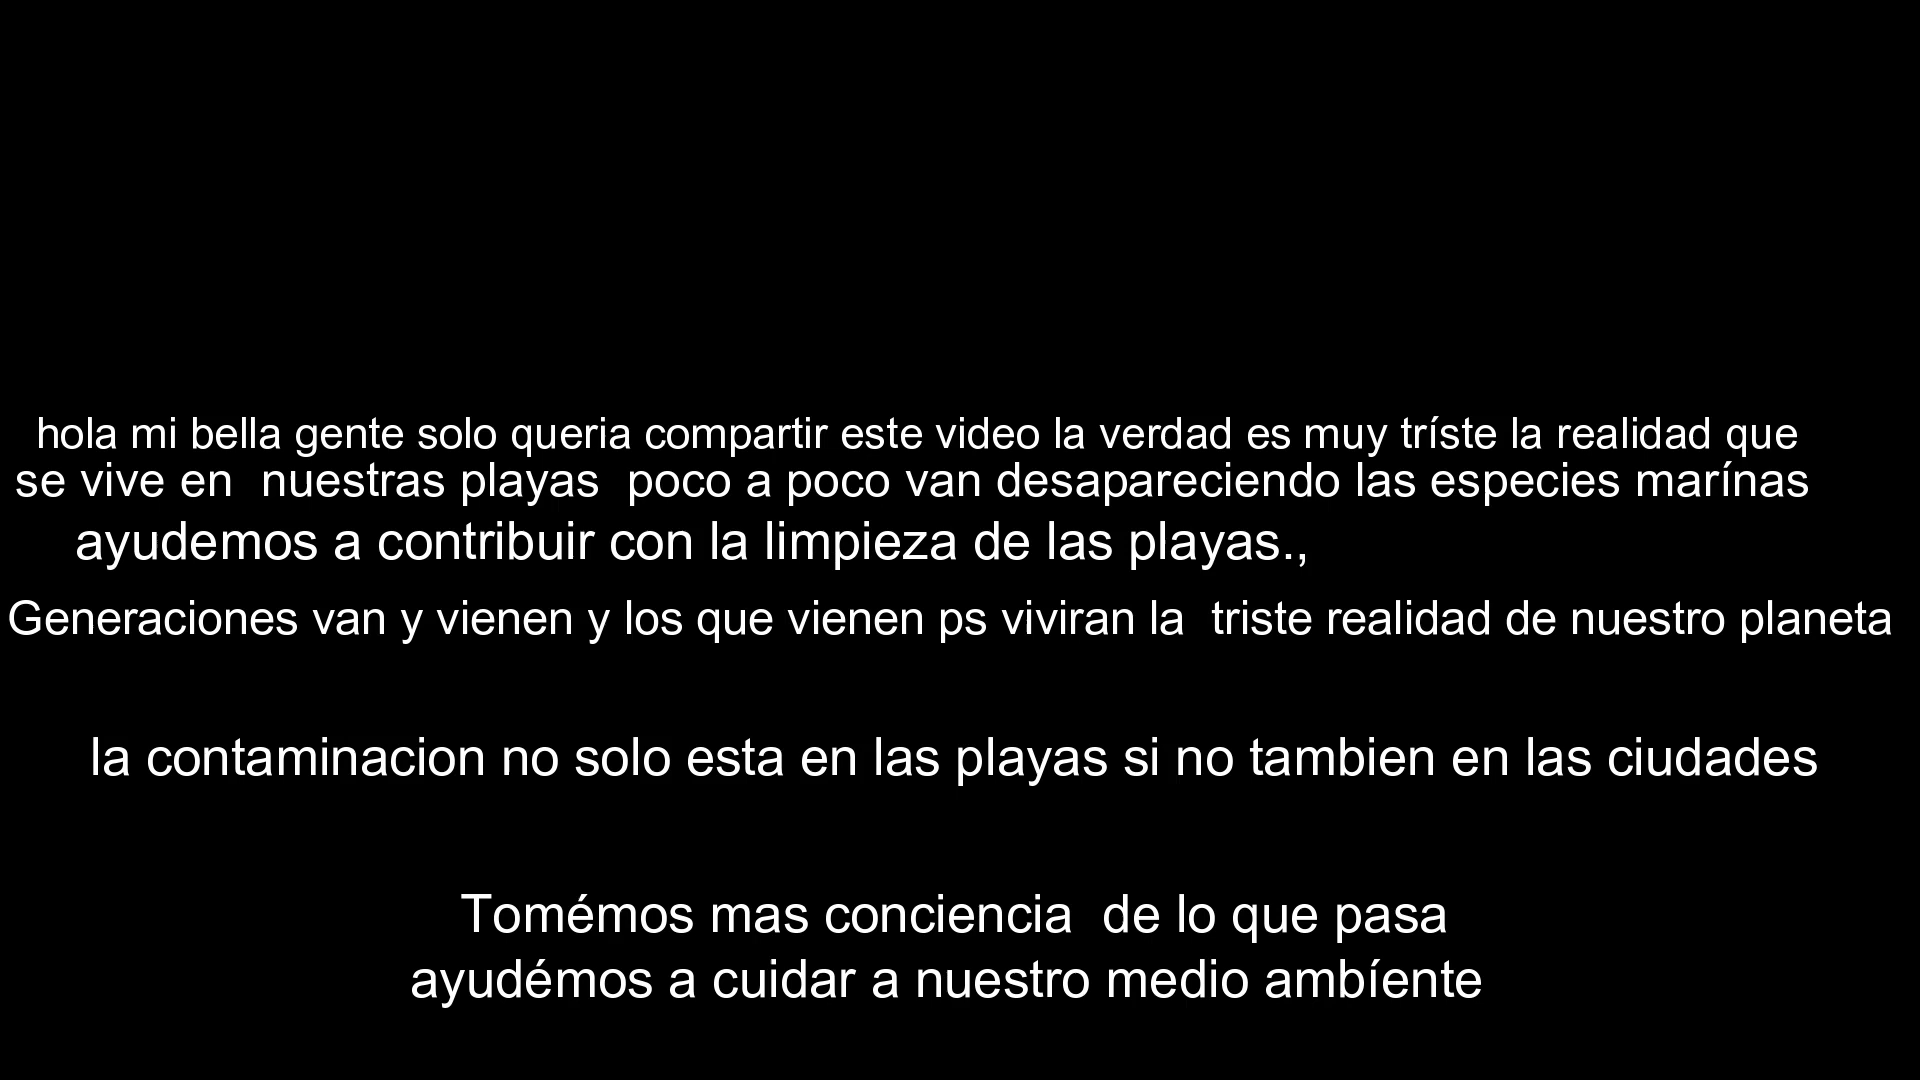 hola mi bella gente solo queria compartir este video la verdad es muy tríste la realidad que
se vive en  nuestras playas  poco a poco van desapareciendo las especies marínas
ayudemos a contribuir con la limpieza de las playas.,
Generaciones van y vienen y los que vienen ps viviran la  triste realidad de nuestro planeta
la contaminacion no solo esta en las playas si no tambien en las ciudades
Tomémos mas conciencia  de lo que pasa
ayudémos a cuidar a nuestro medio ambíente